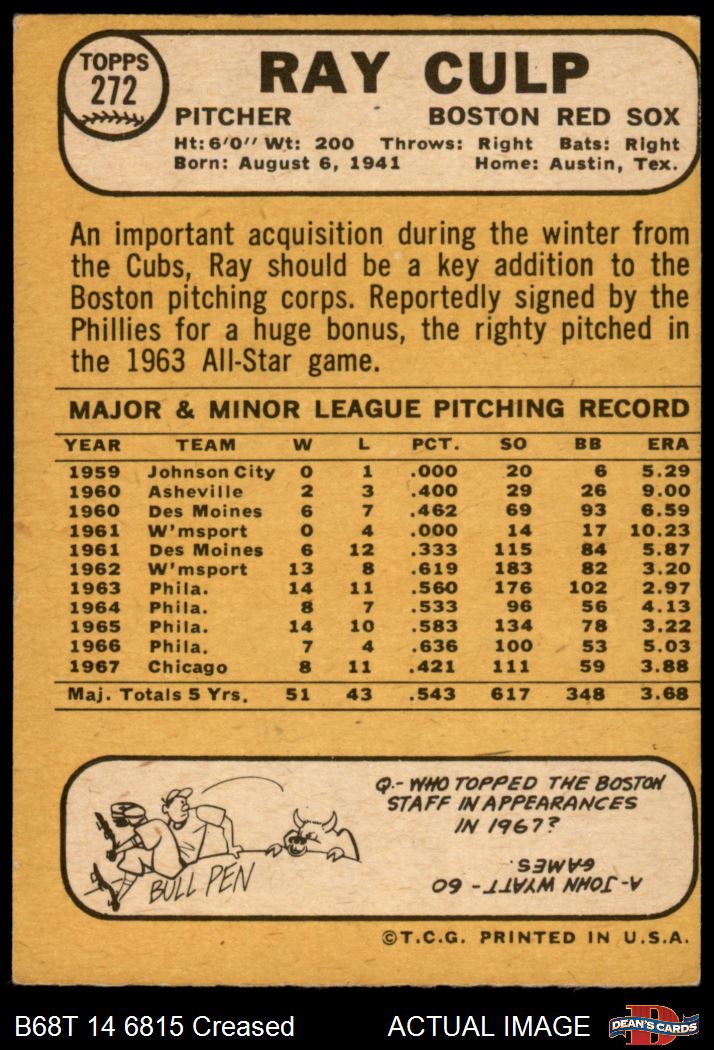 TOPPS
272
RAY CULP
PITCHER BOSTON RED SOX
Ht: 6'0" Wt: 200 Throws: Right Bats: Right
Born: August 6, 1941 Home: Austin, Tex.
An important acquisition during the winter from
the Cubs, Ray should be a key addition to the
Boston pitching corps. Reportedly signed by the
Phillies for a huge bonus, the righty pitched in
the 1963 All-Star game.
MAJOR & MINOR LEAGUE PITCHING RECORD
YEAR TEAM W L PCT. SO BB ERA
1959 Johnson City 0 1 .000 20 6 5.29
1960 Asheville 2 3 .400 29 26 9.00
1960 Des Moines 6 7 .462 69 93 6.59
1961 W'msport 0 4 .000 14 17 10.23
1961 Des Moines 6 12 .333 115 84 5.87
1962 W'msport 13 8 .619 183 82 3.20
1963 Phila. 14 11 .560 176 102 2.97
1964 Phila. 8 7 .533 96 56 4.13
1965 Phila. 14 10 .583 134 78 3.22
1966 Phila. 7 4 .636 100 53 5.03
1967 Chicago 8 11 .421 111 59 3.88
Maj. Totals 5 Yrs. 51 43 .543 617 348 3.68
Q.- WHO TOPPED THE BOSTON
STAFF IN APPEARANCES
IN 1967?
A- JOHN WYATT - 60
GAMES.
BULL PEN
©T.C.G. PRINTED IN U.S.A.
B68T 14 6815 Creased ACTUAL IMAGE
D
DEAN'S CARDS